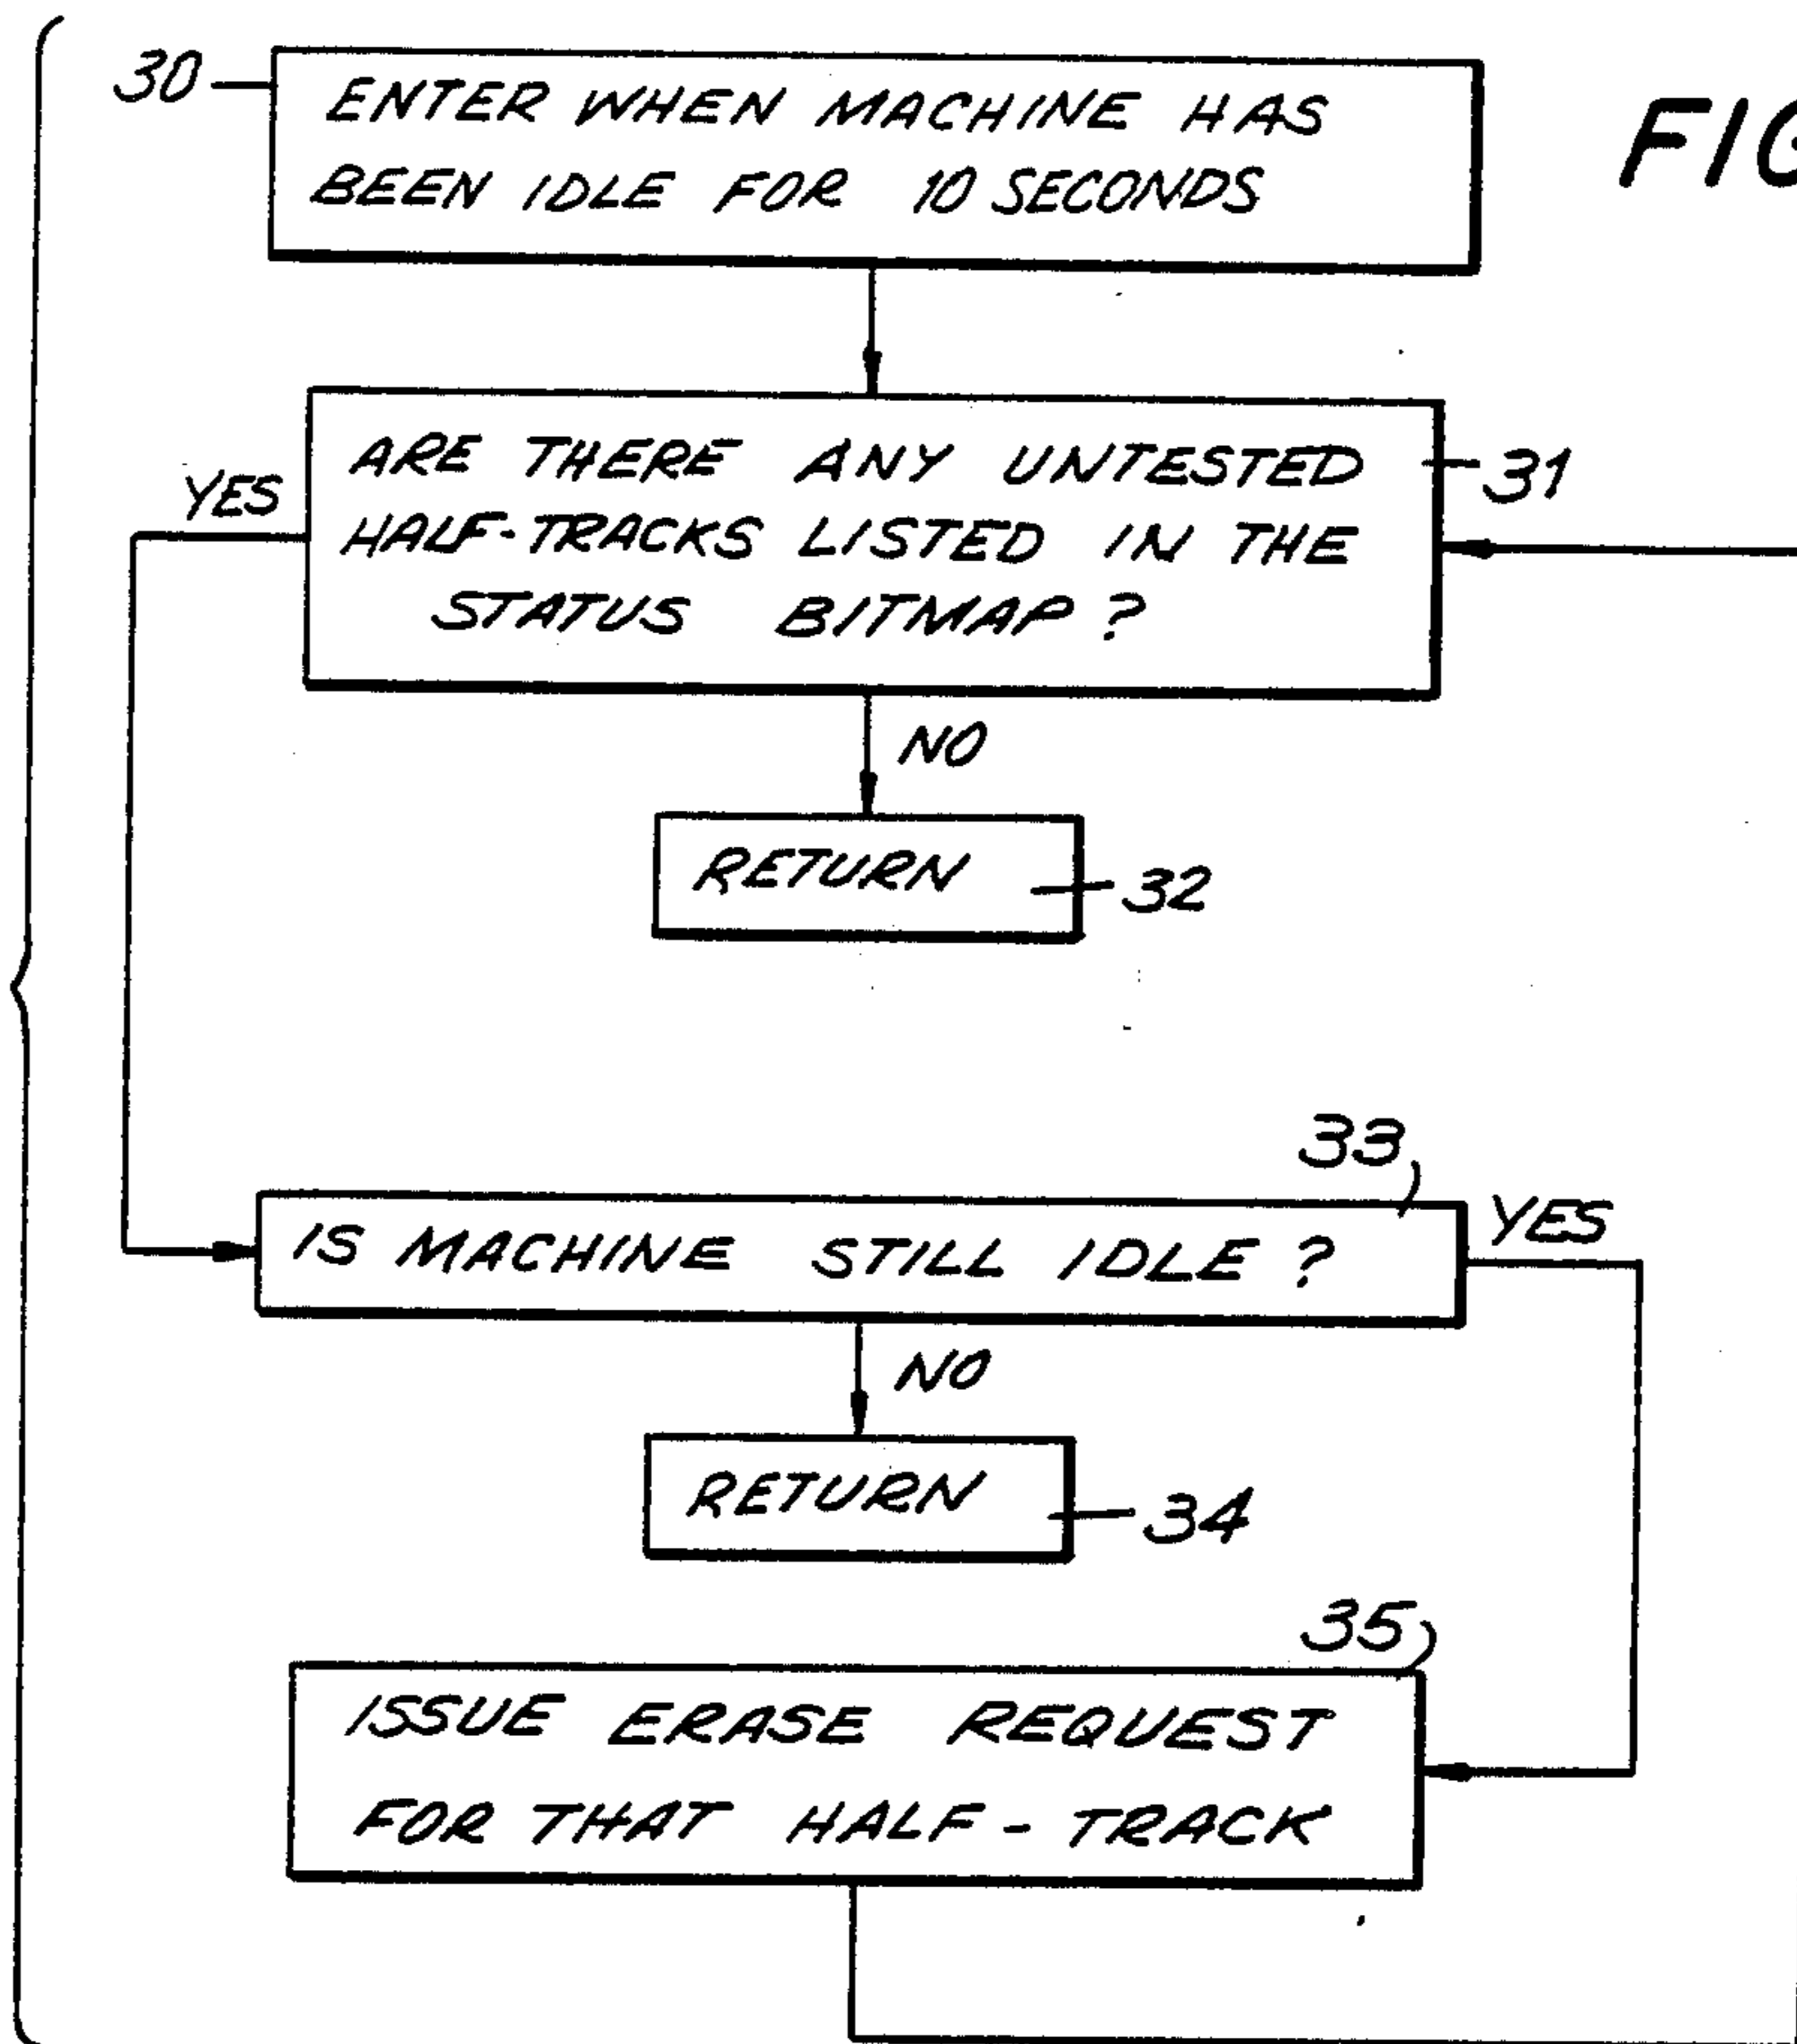 30
ENTER WHEN MACHINE HAS
BEEN IDLE FOR 10 SECONDS
FIG
YES
ARE THERE ANY UNTESTED
HALF-TRACKS LISTED IN THE
STATUS BITMAP?
31
NO
RETURN
32
33
IS MACHINE STILL IDLE?
YES
NO
RETURN
34
35
ISSUE ERASE REQUEST
FOR THAT HALF-TRACK